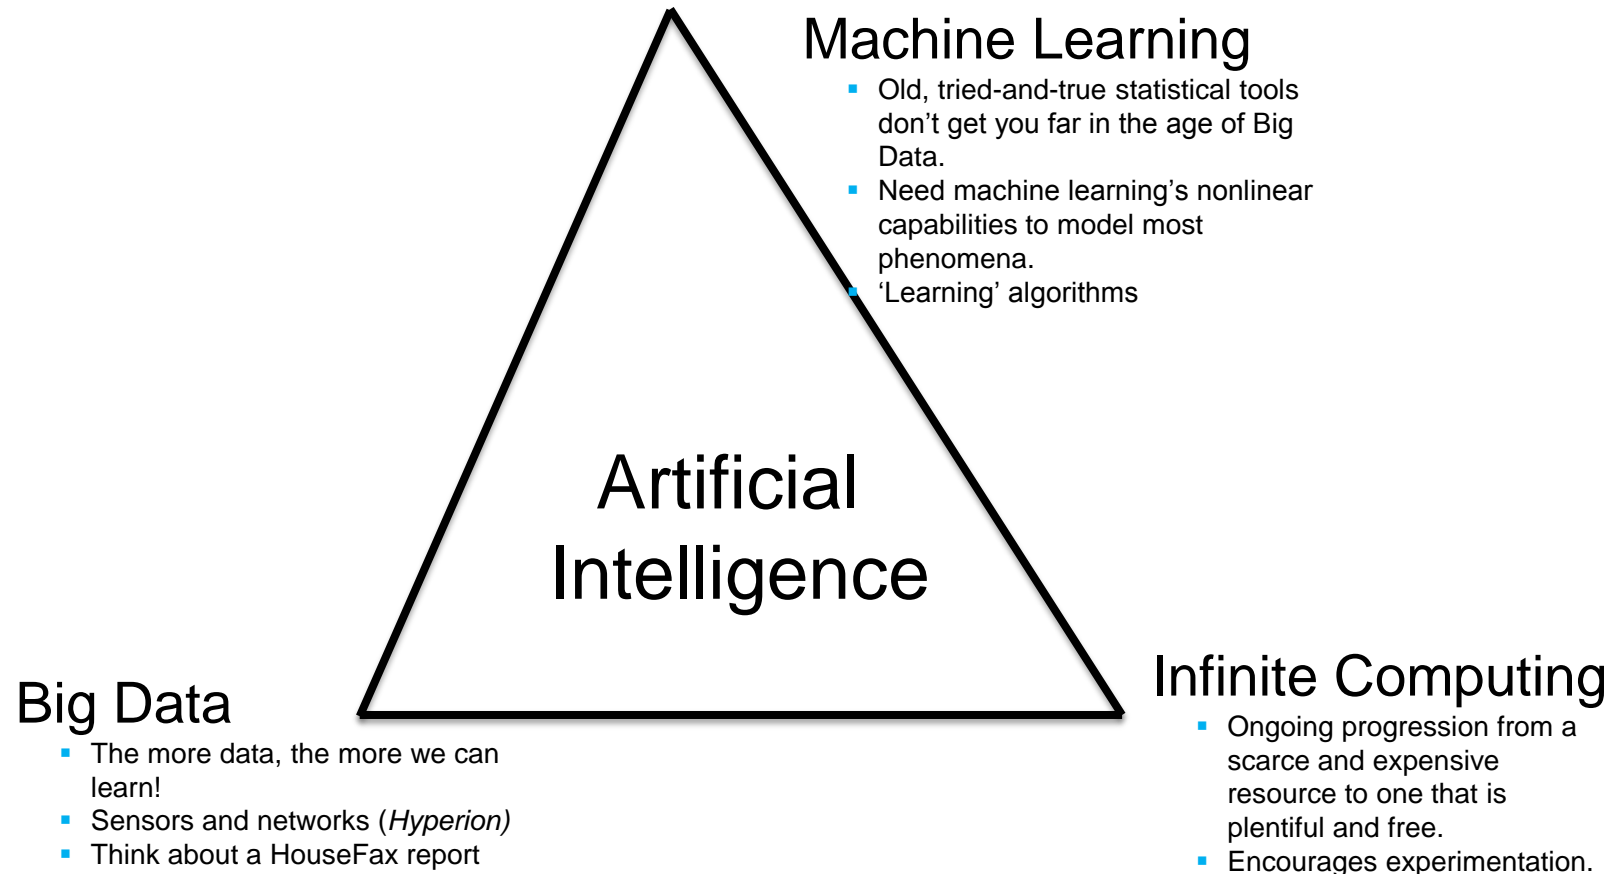 Machine Learning
▪ Old, tried-and-true statistical tools
don’t get you far in the age of Big
Data.
▪ Need machine learning’s nonlinear
capabilities to model most
phenomena.
▪ ‘Learning’ algorithms
Artificial
Intelligence
Big Data
▪ The more data, the more we can
learn!
▪ Sensors and networks (Hyperion)
▪ Think about a HouseFax report
Infinite Computing
▪ Ongoing progression from a
scarce and expensive
resource to one that is
plentiful and free.
▪ Encourages experimentation.